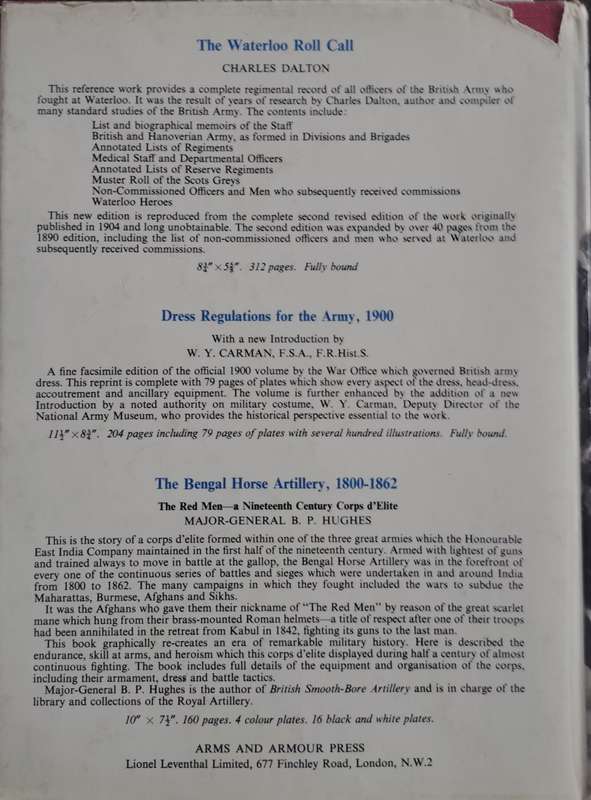 The Waterloo Roll Call
CHARLES DALTON
This reference work provides a complete regimental record of all officers of the British Army who
fought at Waterloo. It was the result of years of research by Charles Dalton, author and compiler of
many standard studies of the British Army. The contents include:
List and biographical memoirs of the Staff
British and Hanoverian Army, as formed in Divisions and Brigades
Annotated Lists of Regiments
Medical Staff and Departmental Officers
Annotated Lists of Reserve Regiments
Muster Roll of the Scots Greys
Non-Commissioned Officers and Men who subsequently received commissions
Waterloo Heroes
This new edition is reproduced from the complete second revised edition of the work originally
published in 1904 and long unobtainable. The second edition was expanded by over 40 pages from the
1890 edition, including the list of non-commissioned officers and men who served at Waterloo and
subsequently received commissions.
8¾" × 5⅝". 312 pages. Fully bound
Dress Regulations for the Army, 1900
With a new Introduction by
W. Y. CARMAN, F.S.A., F.R.Hist.S.
A fine facsimile edition of the official 1900 volume by the War Office which governed British army
dress. This reprint is complete with 79 pages of plates which show every aspect of the dress, head-dress,
accoutrement and ancillary equipment. The volume is further enhanced by the addition of a new
Introduction by a noted authority on military costume, W. Y. Carman, Deputy Director of the
National Army Museum, who provides the historical perspective essential to the work.
11½" × 8¾". 204 pages including 79 pages of plates with several hundred illustrations. Fully bound.
The Bengal Horse Artillery, 1800-1862
The Red Men—a Nineteenth Century Corps d'Elite
MAJOR-GENERAL B. P. HUGHES
This is the story of a corps d'elite formed within one of the three great armies which the Honourable
East India Company maintained in the first half of the nineteenth century. Armed with lightest of guns
and trained always to move in battle at the gallop, the Bengal Horse Artillery was in the forefront of
every one of the continuous series of battles and sieges which were undertaken in and around India
from 1800 to 1862. The many campaigns in which they fought included the wars to subdue the
Maharattas, Burmese, Afghans and Sikhs.
It was the Afghans who gave them their nickname of "The Red Men" by reason of the great scarlet
mane which hung from their brass-mounted Roman helmets—a title of respect after one of their troops
had been annihilated in the retreat from Kabul in 1842, fighting its guns to the last man.
This book graphically re-creates an era of remarkable military history. Here is described the
endurance, skill at arms, and heroism which this corps d'elite displayed during half a century of almost
continuous fighting. The book includes full details of the equipment and organisation of the corps,
including their armament, dress and battle tactics.
Major-General B. P. Hughes is the author of British Smooth-Bore Artillery and is in charge of the
library and collections of the Royal Artillery.
10" × 7½". 160 pages. 4 colour plates. 16 black and white plates.
ARMS AND ARMOUR PRESS
Lionel Leventhal Limited, 677 Finchley Road, London, N.W.2